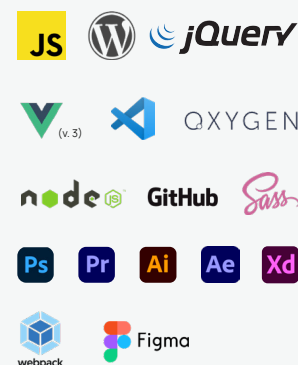 JS W jQuery
(v. 3) OXYGEN
node JS GitHub Sass
Ps Pr Ai Ae Xd
webpack Figma